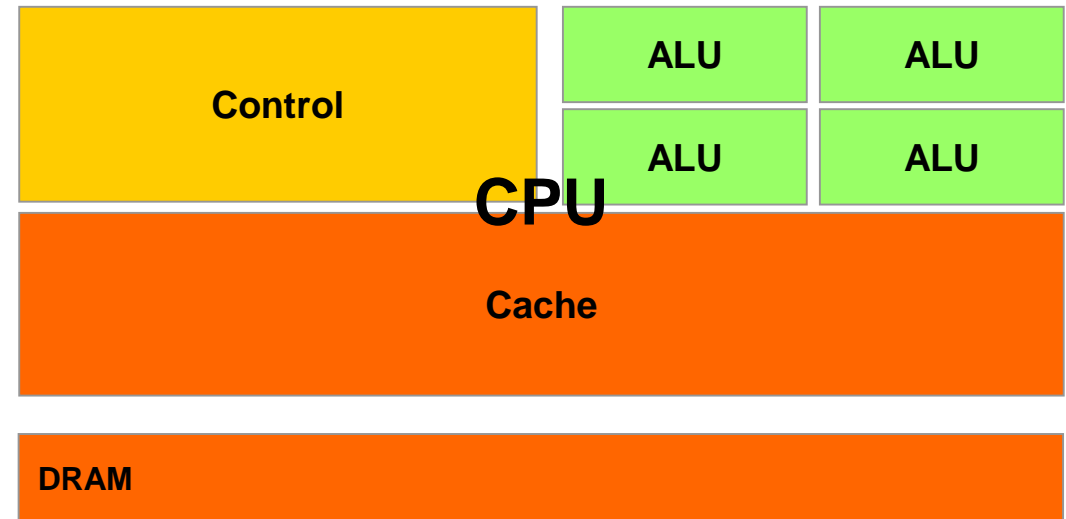 Control
ALU
ALU
ALU
ALU
CPU
Cache
DRAM